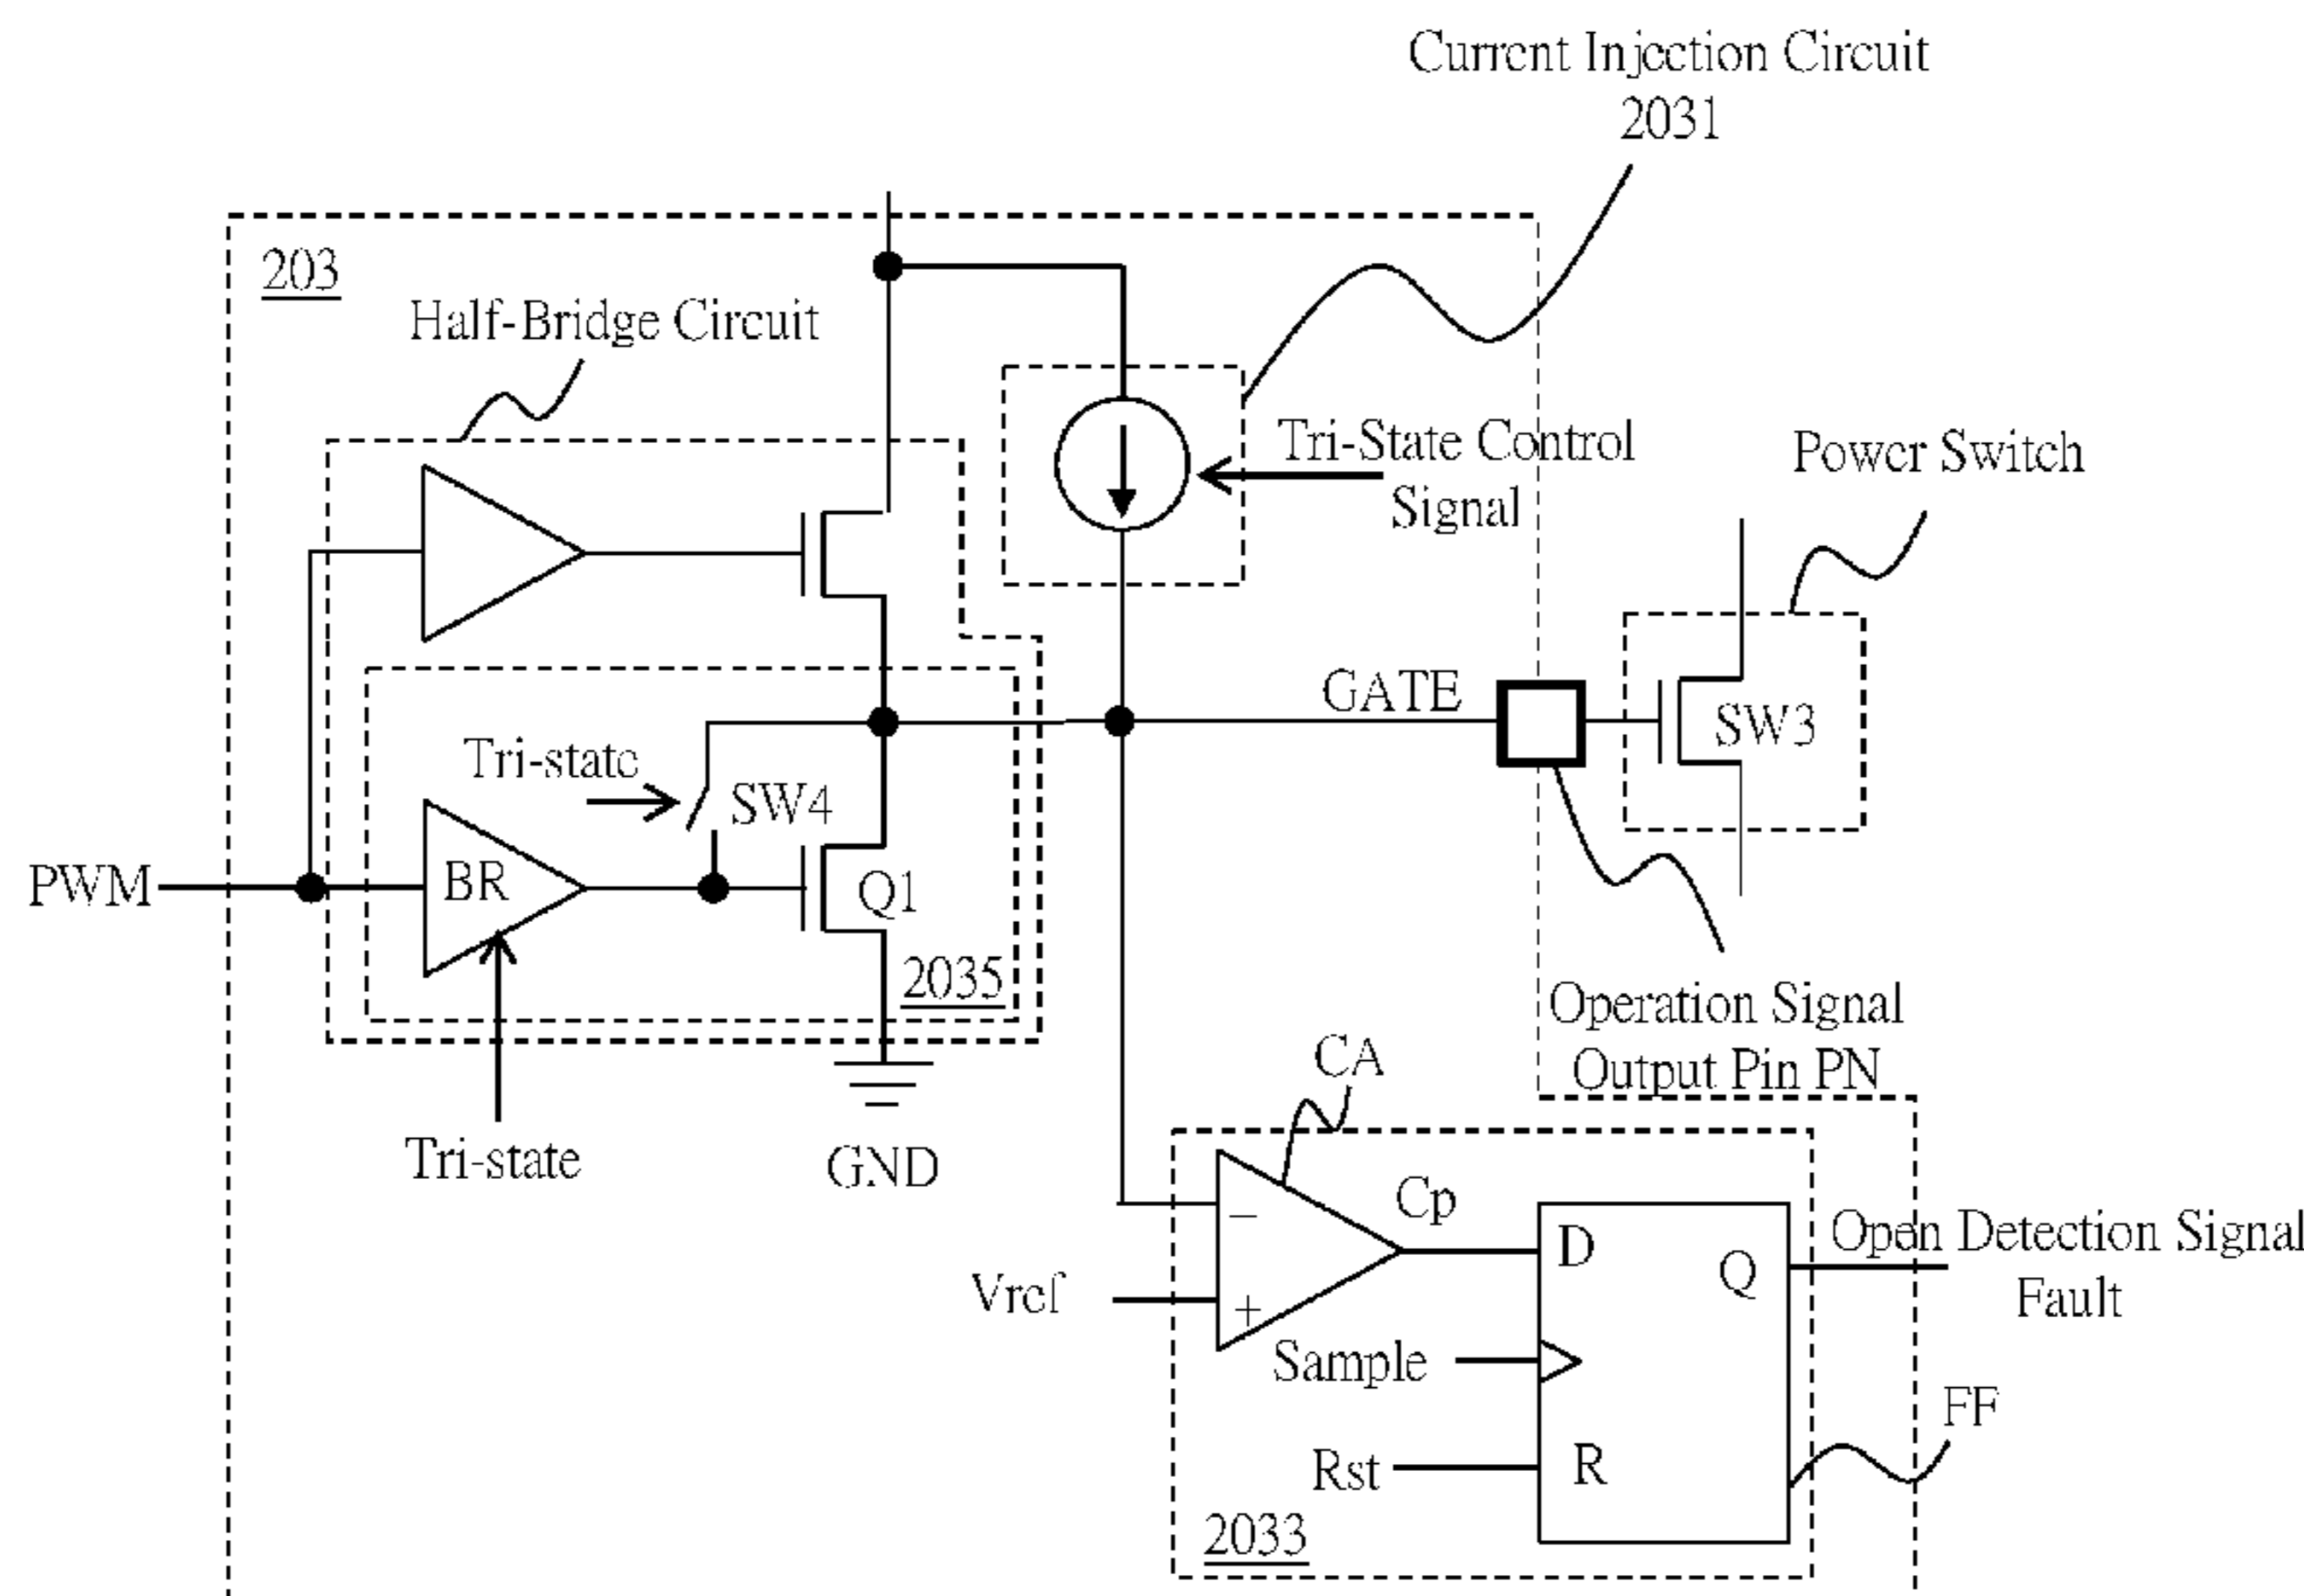 Current Injection Circuit
2031
203
Half-Bridge Circuit
Tri-State Control
Signal
Power Switch
GATE
SW3
Tri-state
SW4
PWM
BR
Q1
2035
Operation Signal
Output Pin PN
CA
Tri-state
GND
Cp
D
Q
Open Detection Signal
Fault
Vref
−
+
Sample
FF
Rst
R
2033